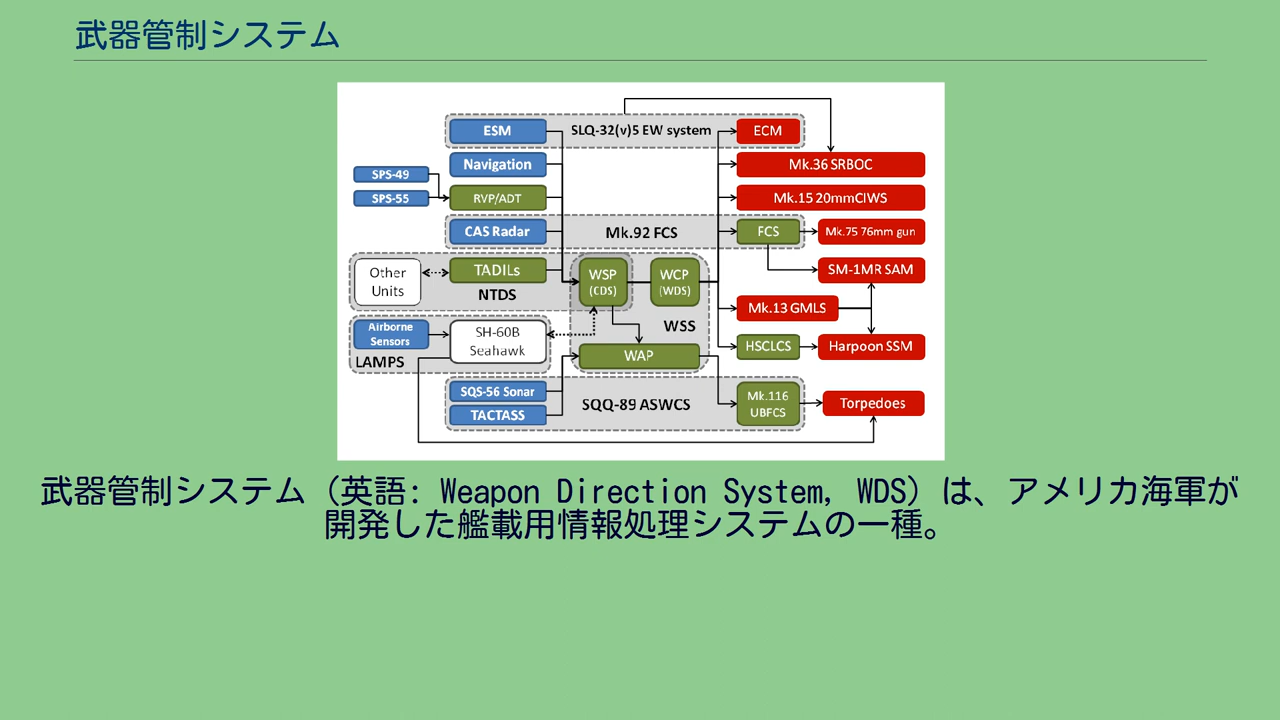 武器管制システム
ESM
SLQ-32(v)5 EW system
ECM
Navigation
Mk.36 SRBOC
SPS-49
SPS-55
RVP/ADT
Mk.15 20mmCIWS
CAS Radar
Mk.92 FCS
FCS
Mk.75 76mm gun
Other
Units
TADILs
NTDS
WSP
(CDS)
WCP
(WDS)
SM-1MR SAM
Mk.13 GMLS
Airborne
Sensors
LAMPS
SH-60B
Seahawk
WSS
WAP
HSCLCS
Harpoon SSM
SQS-56 Sonar
TACTASS
SQQ-89 ASWCS
Mk.116
UBFCS
Torpedoes
武器管制システム（英語: Weapon Direction System, WDS）は、アメリカ海軍が
開発した艦載用情報処理システムの一種。